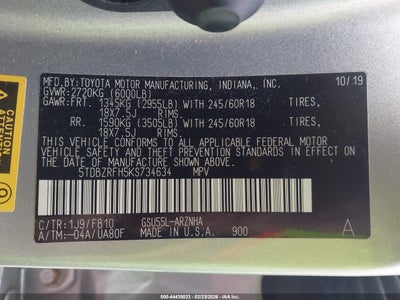 MFD.BY:TOYOTA MOTOR MANUFACTURING, INDIANA, INC. 10/19
GVWR:2720KG (6000LB)
GAWR:FRT. 1345KG (2955LB) WITH 245/60R18 TIRES,
18X7.5J RIMS.
RR. 1590KG (3505LB) WITH 245/60R18 TIRES,
18X7.5J RIMS.
THIS VEHICLE CONFORMS TO ALL APPLICABLE FEDERAL MOTOR
VEHICLE SAFETY, BUMPER, AND THEFT PREVENTION STANDARDS
IN EFFECT ON THE DATE OF MANUFACTURE SHOWN ABOVE.
5TDBZRFH5KS734634 MPV
C/TR:1J9/FB10 GSU55L-ARZNHA
A/TM:-04A/UA80F MADE IN U.S.A. 900 A
CAUTION
000-44438023 - 02/23/2026 - IAA